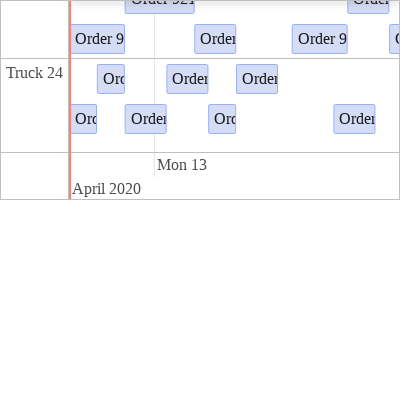 Order 921 Order
Order 9 Order Order 9
Truck 24
Orc Order Order
Orc Order Orc Order
Mon 13
April 2020